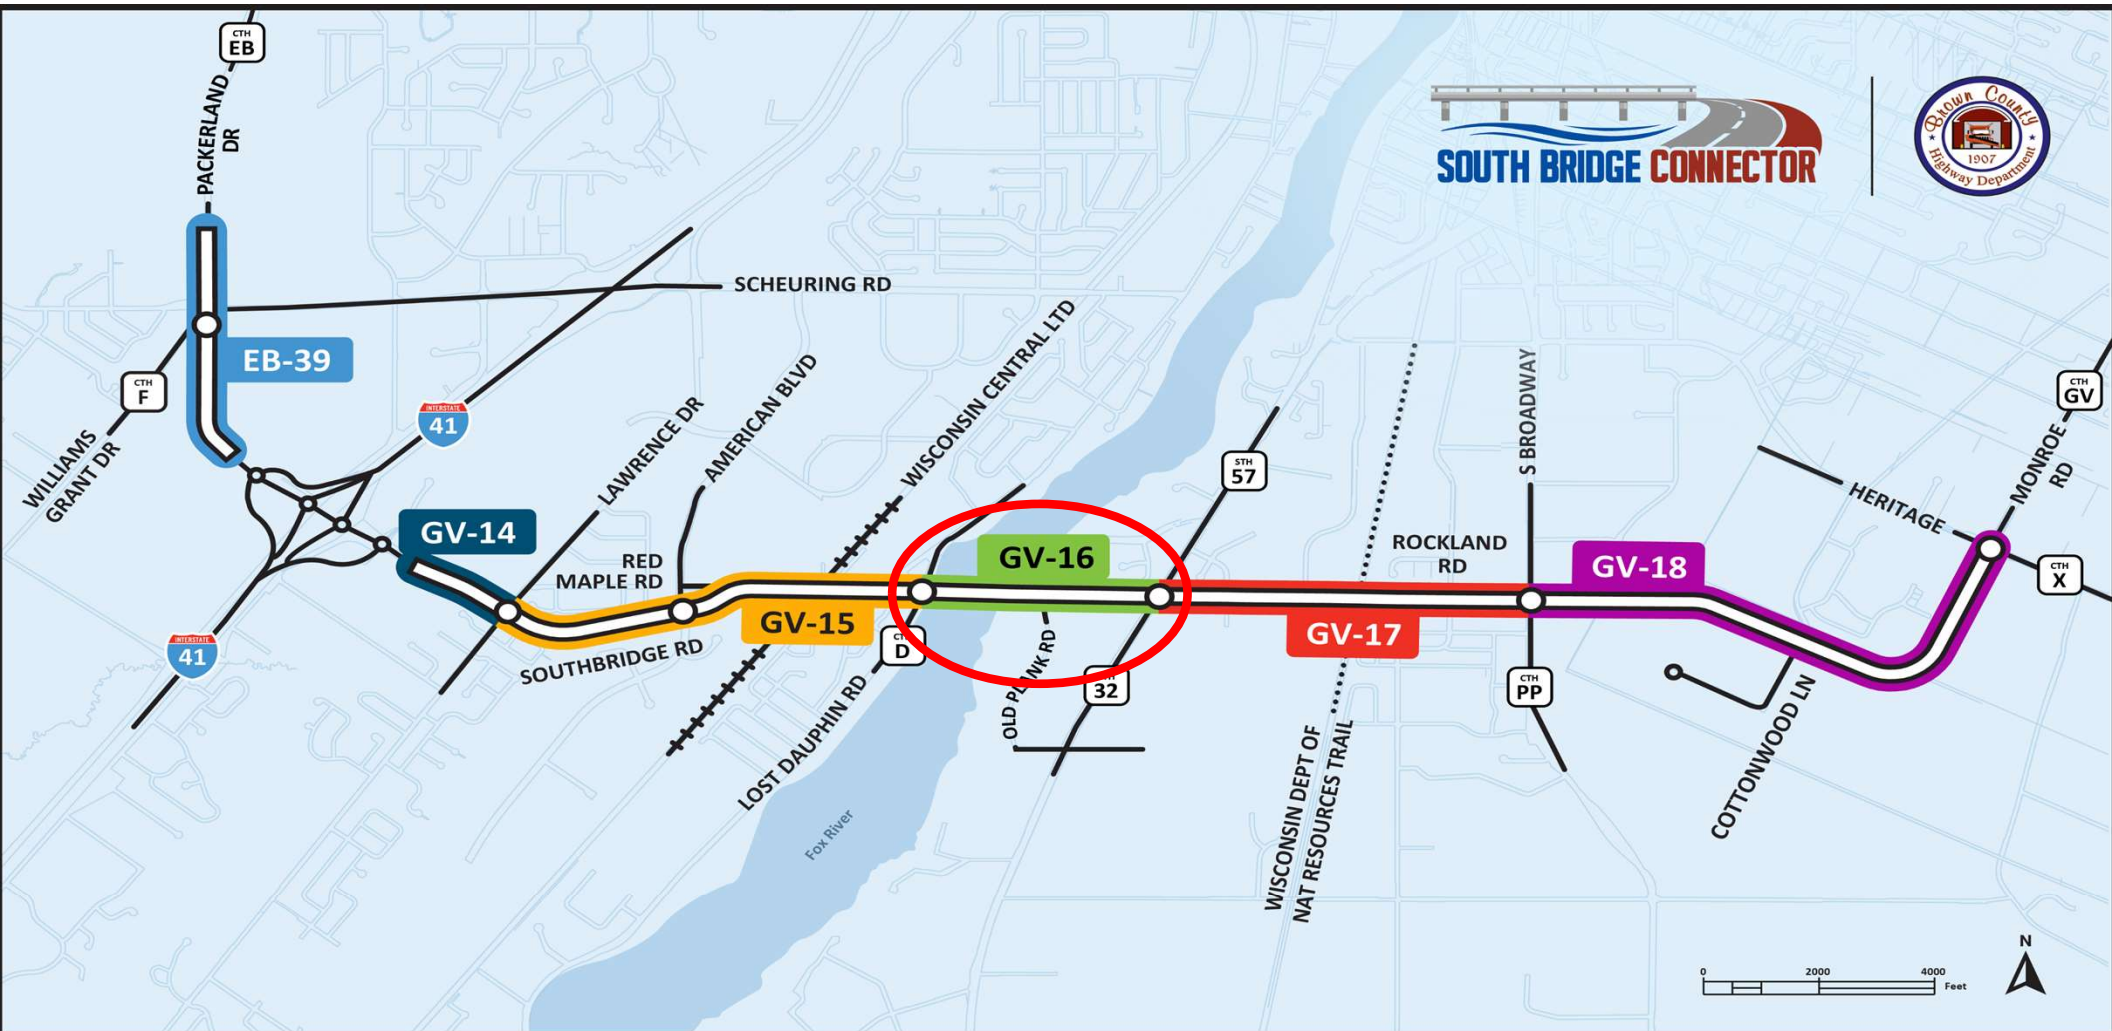 CTH
EB
PACKERLAND
DR
SOUTH BRIDGE CONNECTOR
Brown County
1907
Highway Department
SCHEURING RD
EB-39
CTH
F
WILLIAMS
GRANT DR
INTERSTATE
41
LAWRENCE DR
AMERICAN BLVD
WISCONSIN CENTRAL LTD
STH
57
S BROADWAY
CTH
GV
MONROE
RD
HERITAGE
GV-14
RED
MAPLE RD
GV-16
ROCKLAND
RD
GV-18
CTH
X
GV-15
GV-17
INTERSTATE
41
SOUTHBRIDGE RD
D
LOST DAUPHIN RD
OLD PLANK RD
32
CTH
PP
COTTONWOOD LN
WISCONSIN DEPT OF
NAT RESOURCES TRAIL
Fox River
N
0 2000 4000
Feet